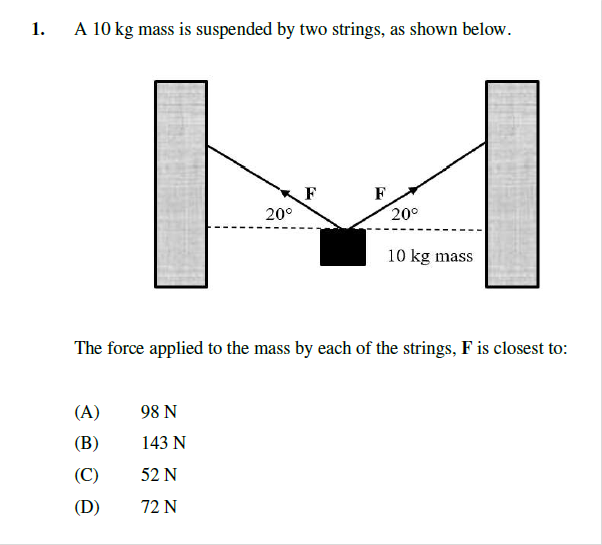 1. A 10 kg mass is suspended by two strings, as shown below.
F F
20° 20°
10 kg mass
The force applied to the mass by each of the strings, F is closest to:
(A) 98 N
(B) 143 N
(C) 52 N
(D) 72 N